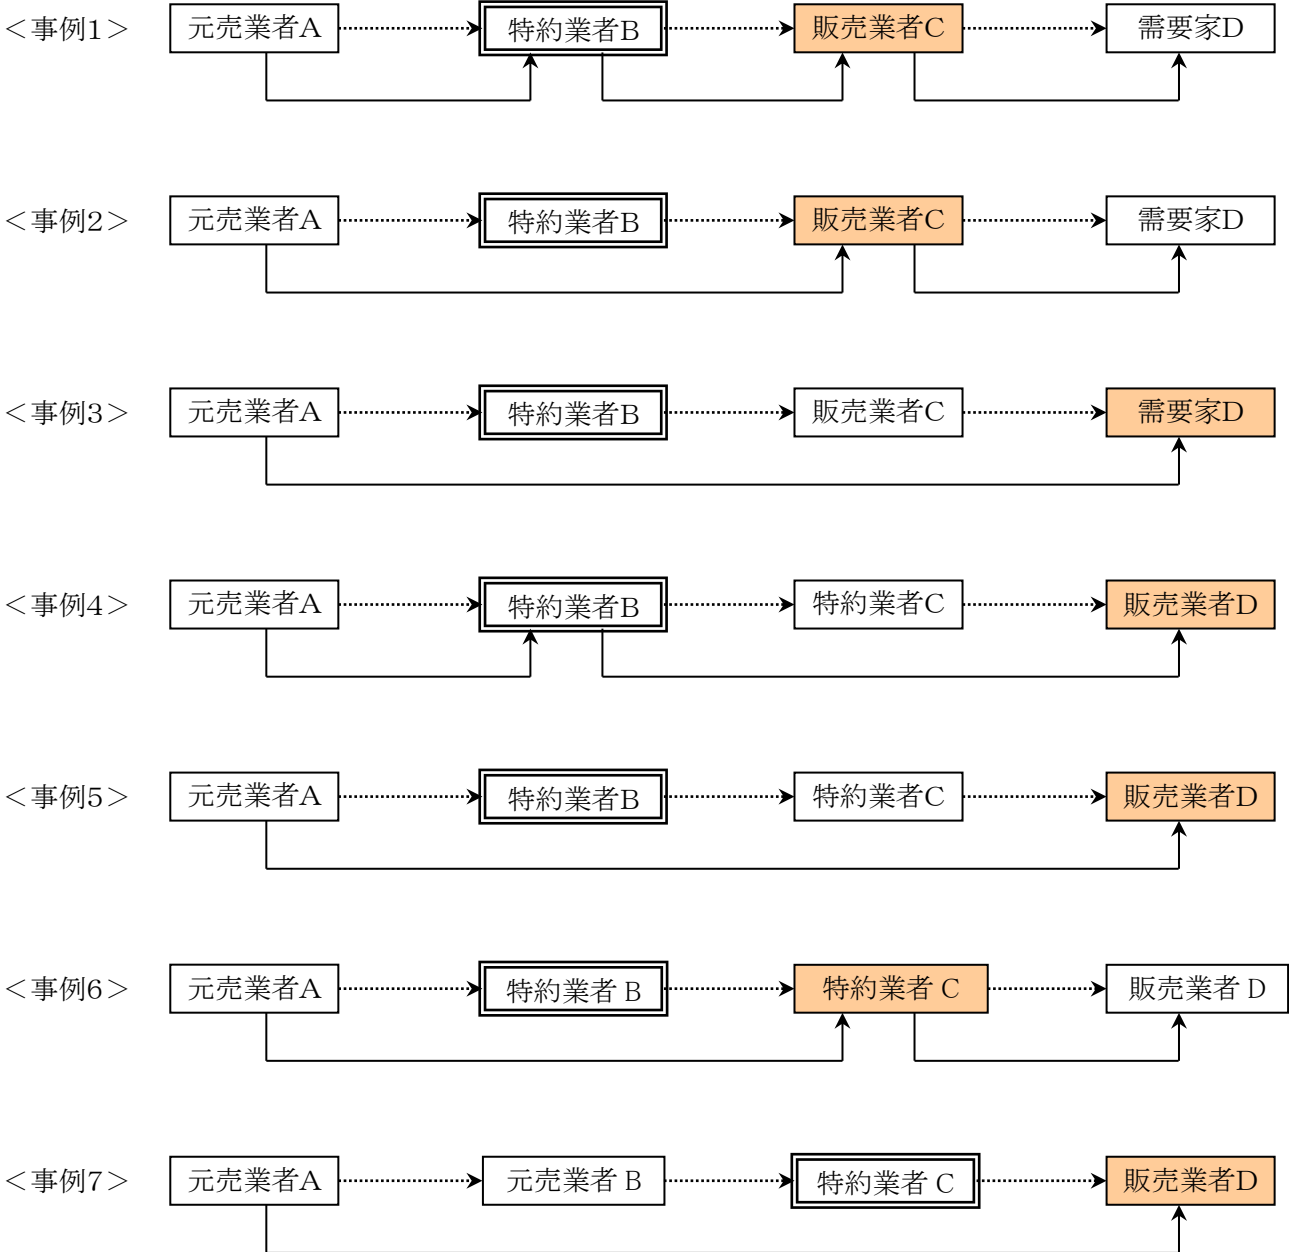 <事例1> 元売業者A 特約業者B 販売業者C 需要家D
<事例2> 元売業者A 特約業者B 販売業者C 需要家D
<事例3> 元売業者A 特約業者B 販売業者C 需要家D
<事例4> 元売業者A 特約業者B 特約業者C 販売業者D
<事例5> 元売業者A 特約業者B 特約業者C 販売業者D
<事例6> 元売業者A 特約業者 B 特約業者 C 販売業者 D
<事例7> 元売業者A 元売業者 B 特約業者 C 販売業者D